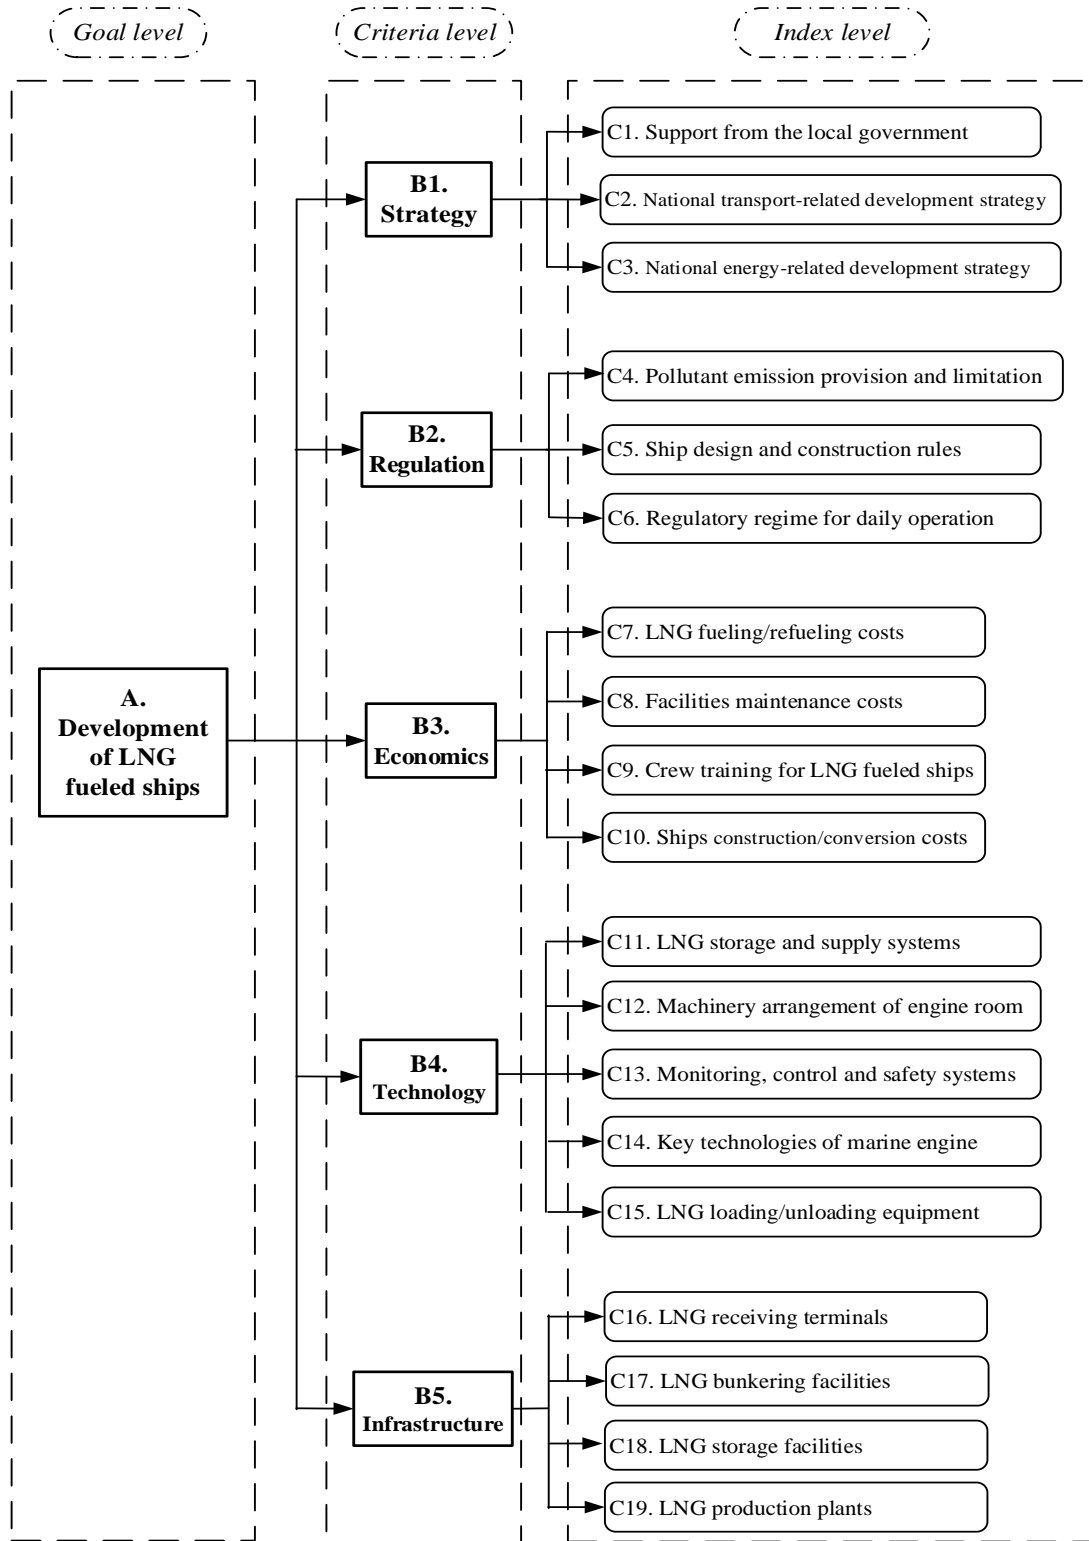 Goal level
Criteria level
Index level
C1. Support from the local government
B1.
Strategy
C2. National transport-related development strategy
C3. National energy-related development strategy
C4. Pollutant emission provision and limitation
B2.
Regulation
C5. Ship design and construction rules
C6. Regulatory regime for daily operation
A.
Development
of LNG
fueled ships
C7. LNG fueling/refueling costs
C8. Facilities maintenance costs
B3.
Economics
C9. Crew training for LNG fueled ships
C10. Ships construction/conversion costs
C11. LNG storage and supply systems
C12. Machinery arrangement of engine room
B4.
Technology
C13. Monitoring, control and safety systems
C14. Key technologies of marine engine
C15. LNG loading/unloading equipment
C16. LNG receiving terminals
C17. LNG bunkering facilities
B5.
Infrastructure
C18. LNG storage facilities
C19. LNG production plants